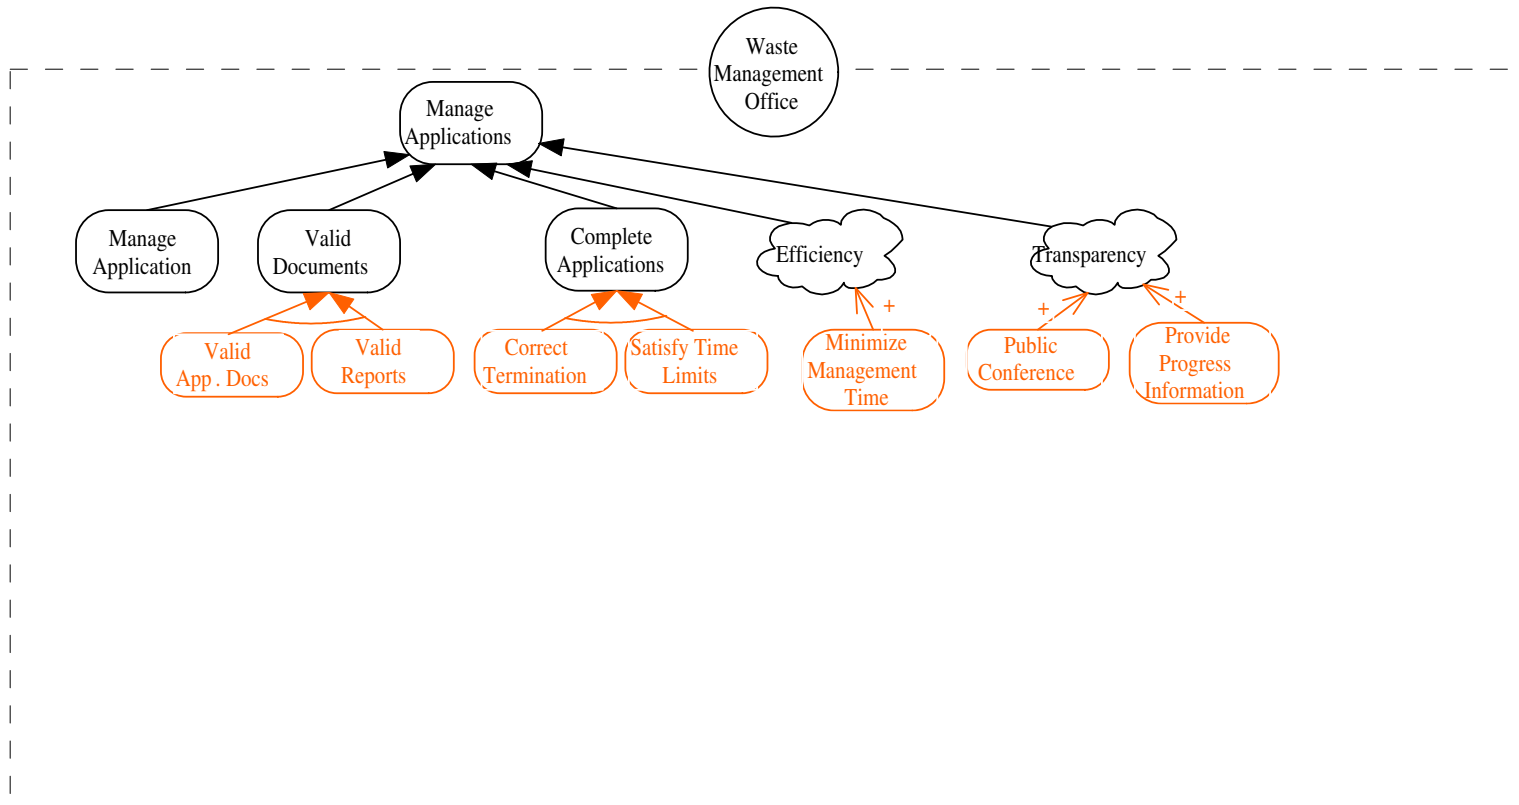 Waste
Management
Office
Manage
Applications
Manage
Application
Valid
Documents
Complete
Applications
Efficiency
Transparency
+
+
+
Valid
App . Docs
Valid
Reports
Correct
Termination
Satisfy Time
Limits
Minimize
Management
Time
Public
Conference
Provide
Progress
Information